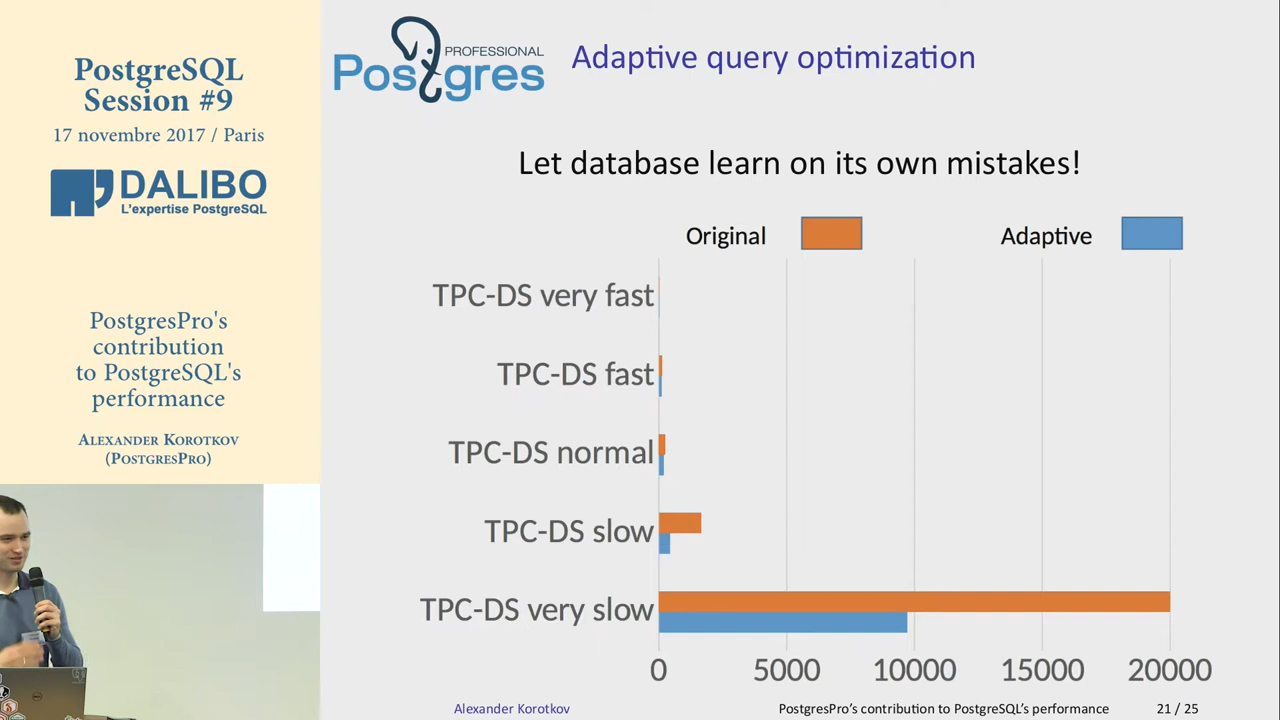 PostgreSQL
Session #9
17 novembre 2017 / Paris
DALIBO
L'expertise PostgreSQL
PostgresPro's
contribution
to PostgreSQL's
performance
Alexander Korotkov
(PostgresPro)
PROFESSIONAL
Postgres
Adaptive query optimization
Let database learn on its own mistakes!
Original
Adaptive
TPC-DS very fast
TPC-DS fast
TPC-DS normal
TPC-DS slow
TPC-DS very slow
0 5000 10000 15000 20000
Alexander Korotkov PostgresPro's contribution to PostgreSQL's performance 21 / 25